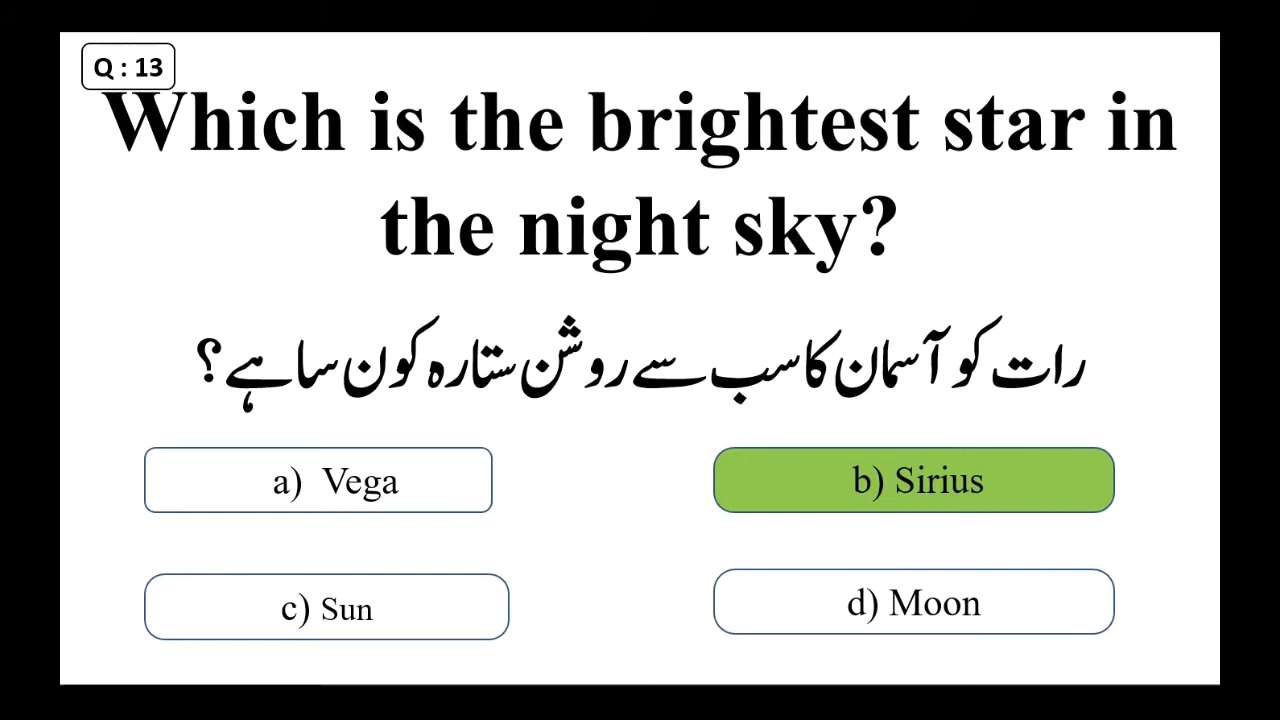 Q : 13
Which is the brightest star in
the night sky?
رات کو آسمان کا سب سے روشن ستارہ کون سا ہے؟
a) Vega
b) Sirius
c) Sun
d) Moon